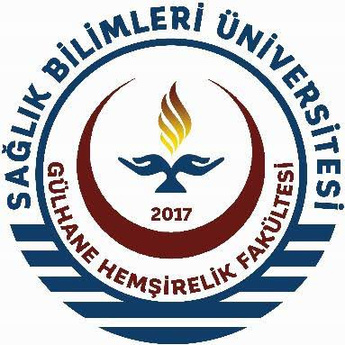 SAĞLIK BİLİMLERİ ÜNİVERSİTESİ
2017
GÜLHANE HEMŞİRELİK FAKÜLTESİ